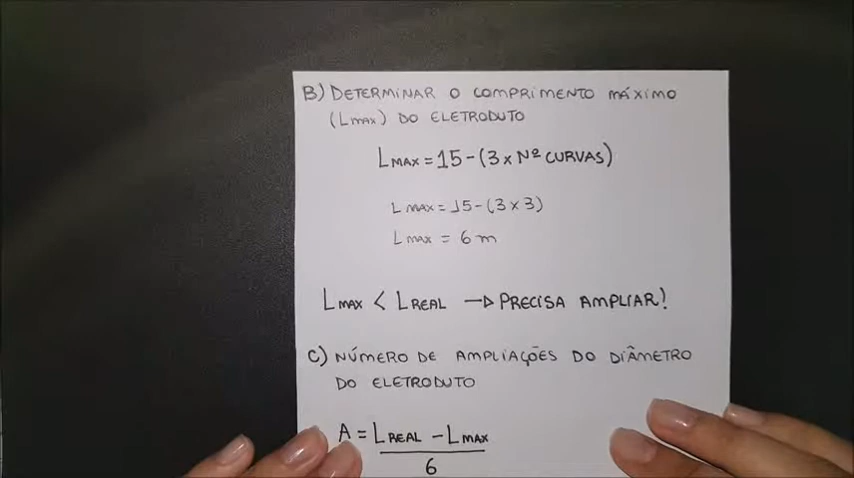 B) DETERMINAR O COMPRIMENTO MÁXIMO
(LMAX) DO ELETRODUTO
LMAX = 15 - (3 x Nº CURVAS)
LMAX = 15 - (3 x 3)
LMAX = 6 m
LMAX < LREAL → PRECISA AMPLIAR!
C) NÚMERO DE AMPLIAÇÕES DO DIÂMETRO
DO ELETRODUTO
A = LREAL - LMAX
6